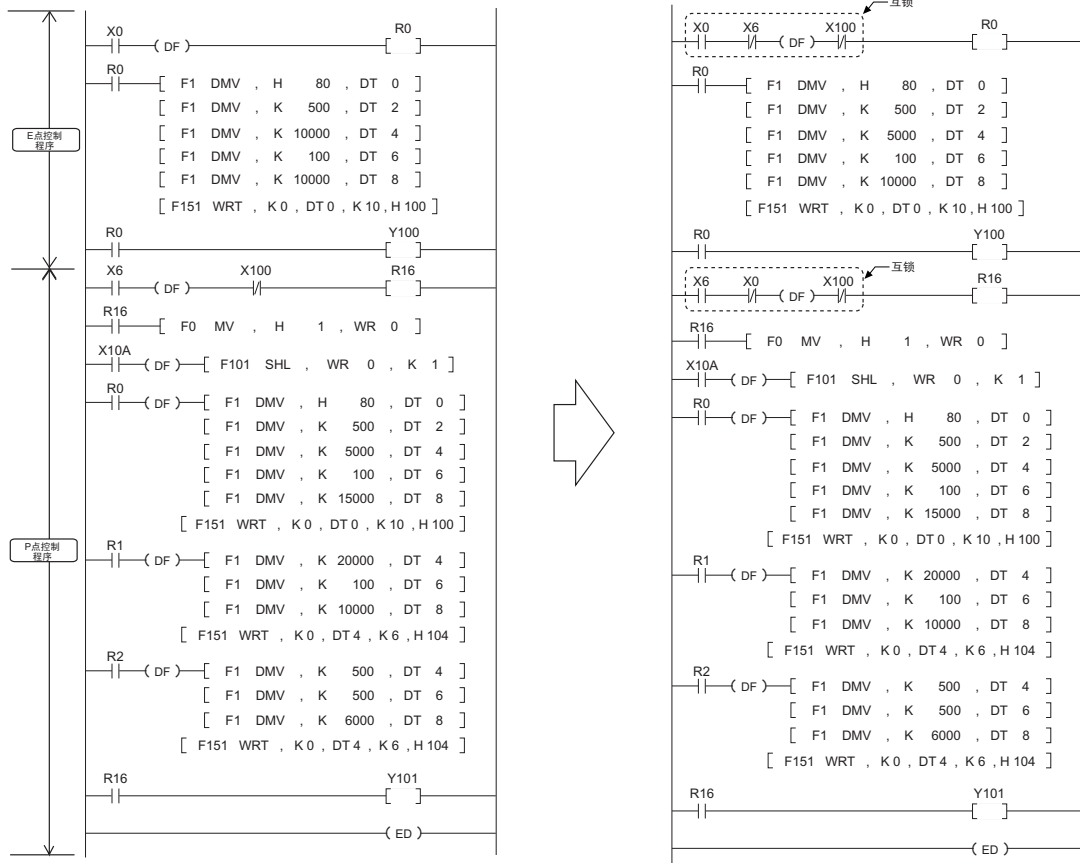 E点控制
程序
P点控制
程序
X0
( DF )
R0
R0
[ F1 DMV , H 80 , DT 0 ]
[ F1 DMV , K 500 , DT 2 ]
[ F1 DMV , K 10000 , DT 4 ]
[ F1 DMV , K 100 , DT 6 ]
[ F1 DMV , K 10000 , DT 8 ]
[ F151 WRT , K 0 , DT 0 , K 10 , H 100 ]
R0 Y100
X6 X100 R16
( DF )
R16
[ F0 MV , H 1 , WR 0 ]
X10A
( DF ) [ F101 SHL , WR 0 , K 1 ]
R0
( DF ) [ F1 DMV , H 80 , DT 0 ]
[ F1 DMV , K 500 , DT 2 ]
[ F1 DMV , K 5000 , DT 4 ]
[ F1 DMV , K 100 , DT 6 ]
[ F1 DMV , K 15000 , DT 8 ]
[ F151 WRT , K 0 , DT 0 , K 10 , H 100 ]
R1
( DF ) [ F1 DMV , K 20000 , DT 4 ]
[ F1 DMV , K 100 , DT 6 ]
[ F1 DMV , K 10000 , DT 8 ]
[ F151 WRT , K 0 , DT 4 , K 6 , H 104 ]
R2
( DF ) [ F1 DMV , K 500 , DT 4 ]
[ F1 DMV , K 500 , DT 6 ]
[ F1 DMV , K 6000 , DT 8 ]
[ F151 WRT , K 0 , DT 4 , K 6 , H 104 ]
R16 Y101
( ED )
互锁
X0 X6 X100 R0
( DF )
R0
[ F1 DMV , H 80 , DT 0 ]
[ F1 DMV , K 500 , DT 2 ]
[ F1 DMV , K 5000 , DT 4 ]
[ F1 DMV , K 100 , DT 6 ]
[ F1 DMV , K 10000 , DT 8 ]
[ F151 WRT , K 0 , DT 0 , K 10 , H 100 ]
R0 Y100
互锁
X6 X0 X100 R16
( DF )
R16
[ F0 MV , H 1 , WR 0 ]
X10A
( DF ) [ F101 SHL , WR 0 , K 1 ]
R0
( DF ) [ F1 DMV , H 80 , DT 0 ]
[ F1 DMV , K 500 , DT 2 ]
[ F1 DMV , K 5000 , DT 4 ]
[ F1 DMV , K 100 , DT 6 ]
[ F1 DMV , K 15000 , DT 8 ]
[ F151 WRT , K 0 , DT 0 , K 10 , H 100 ]
R1
( DF ) [ F1 DMV , K 20000 , DT 4 ]
[ F1 DMV , K 100 , DT 6 ]
[ F1 DMV , K 10000 , DT 8 ]
[ F151 WRT , K 0 , DT 4 , K 6 , H 104 ]
R2
( DF ) [ F1 DMV , K 500 , DT 4 ]
[ F1 DMV , K 500 , DT 6 ]
[ F1 DMV , K 6000 , DT 8 ]
[ F151 WRT , K 0 , DT 4 , K 6 , H 104 ]
R16 Y101
( ED )